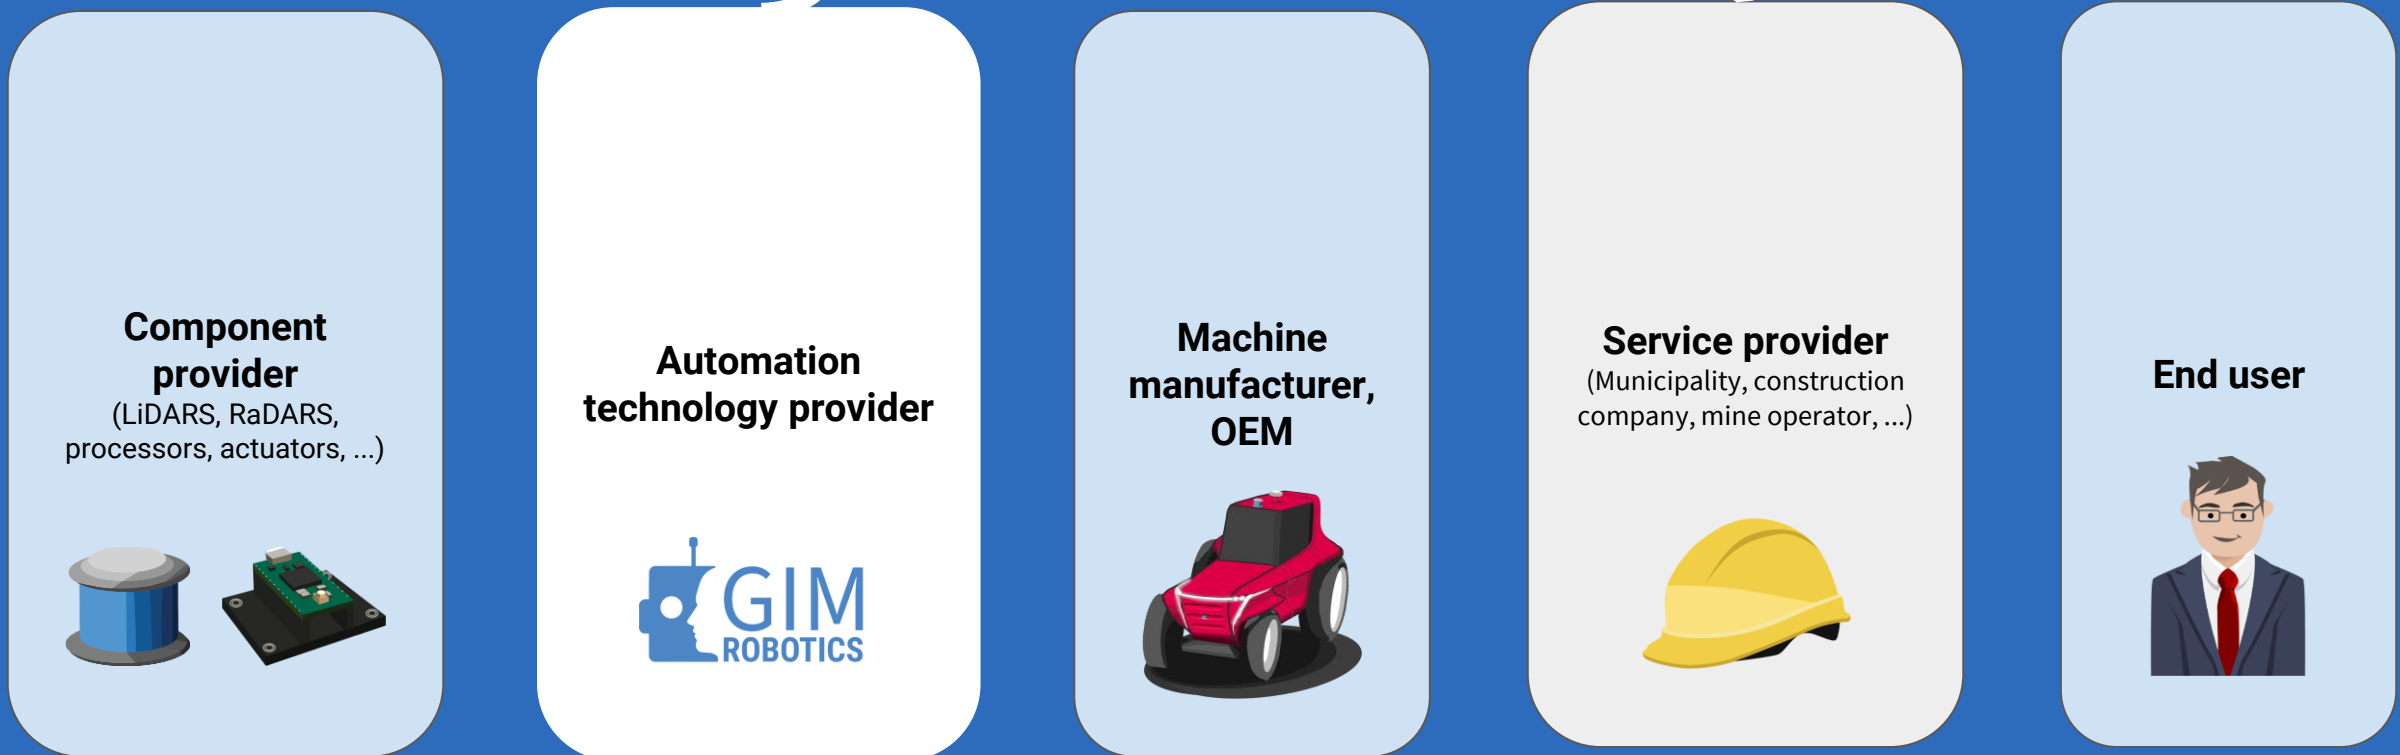 Component
provider
(LiDARS, RaDARS,
processors, actuators, ...)
Automation
technology provider
GIM
ROBOTICS
Machine
manufacturer,
OEM
Service provider
(Municipality, construction
company, mine operator, ...)
End user